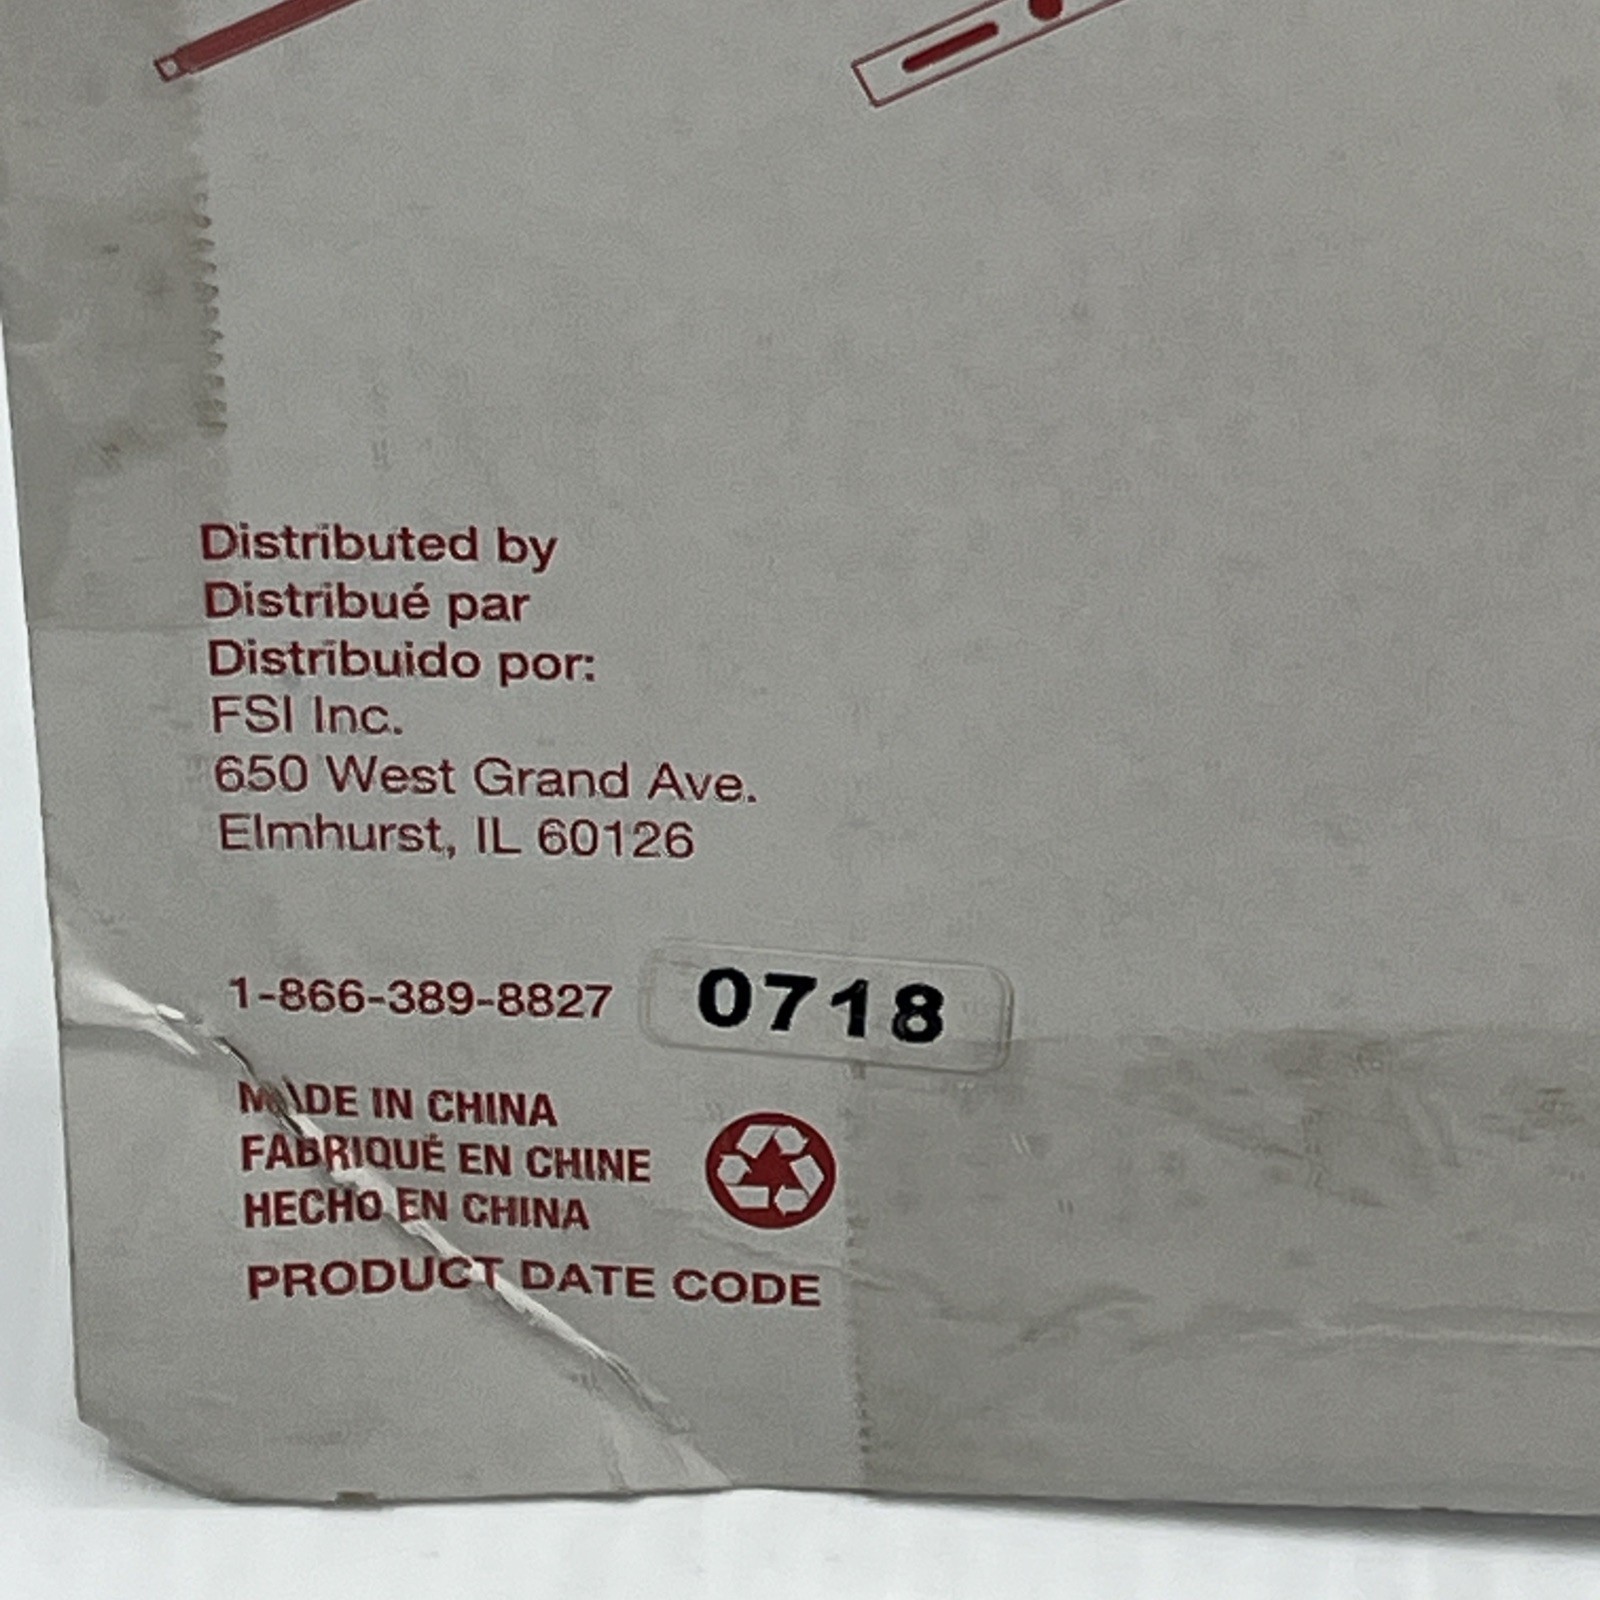 Distributed by
Distribué par
Distribuido por:
FSI Inc.
650 West Grand Ave.
Elmhurst, IL 60126
1-866-389-8827
0718
MADE IN CHINA
FABRIQUÉ EN CHINE
HECHO EN CHINA
PRODUCT DATE CODE